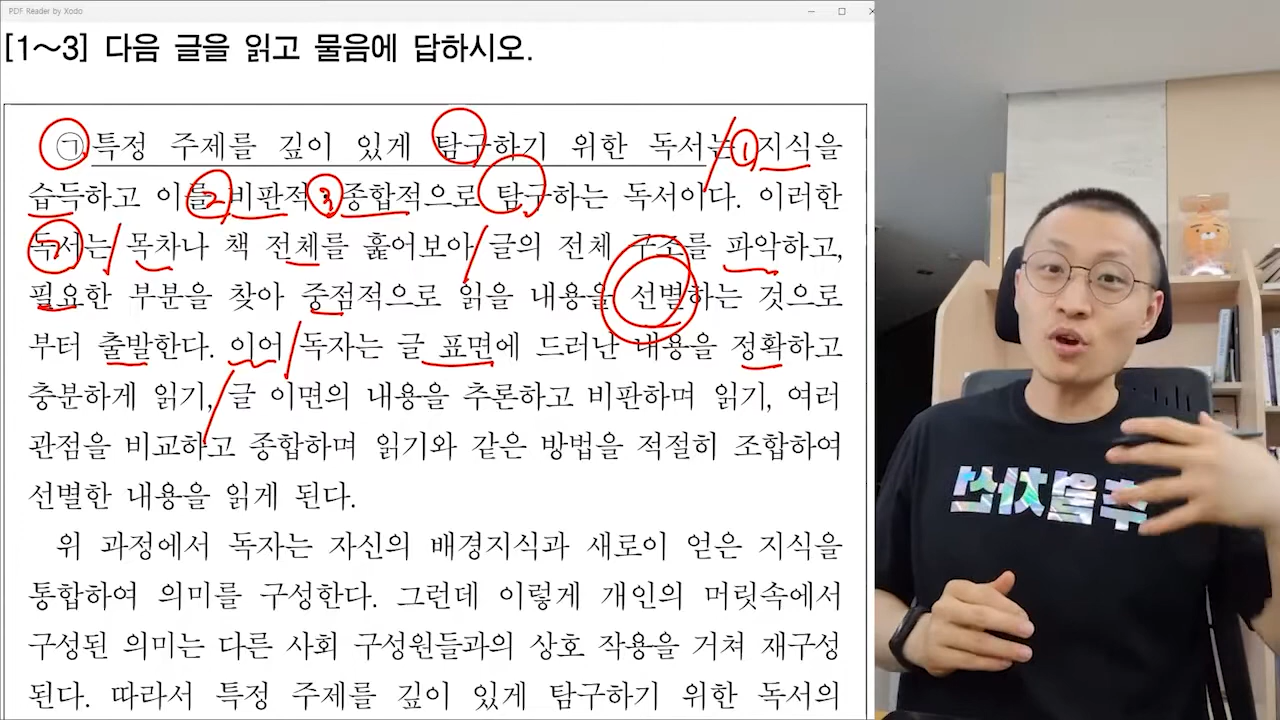 PDF Reader by Xodo
[1～3] 다음 글을 읽고 물음에 답하시오.
㉠특정 주제를 깊이 있게 탐구하기 위한 독서는 ① 지식을
습득하고 이를 ② 비판적 ③ 종합적으로 탐구하는 독서이다. 이러한
독서는 목차나 책 전체를 훑어보아 글의 전체 구조를 파악하고,
필요한 부분을 찾아 중점적으로 읽을 내용을 선별하는 것으로
부터 출발한다. 이어 독자는 글 표면에 드러난 내용을 정확하고
충분하게 읽기, 글 이면의 내용을 추론하고 비판하며 읽기, 여러
관점을 비교하고 종합하며 읽기와 같은 방법을 적절히 조합하여
선별한 내용을 읽게 된다.
위 과정에서 독자는 자신의 배경지식과 새로이 얻은 지식을
통합하여 의미를 구성한다. 그런데 이렇게 개인의 머릿속에서
구성된 의미는 다른 사회 구성원들과의 상호 작용을 거쳐 재구성
된다. 따라서 특정 주제를 깊이 있게 탐구하기 위한 독서의